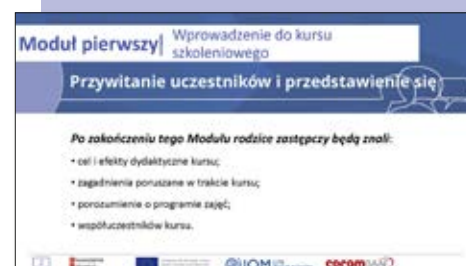 Moduł pierwszy| Wprowadzenie do kursu
szkoleniowego
Przywitanie uczestników i przedstawienie się
Po zakończeniu tego Modułu rodzice zastępczy będą znali:
• cel i efekty dydaktyczne kursu;
• zagadnienia poruszane w trakcie kursu;
• porozumienie o programie zajęć;
• współuczestników kursu.
IOM